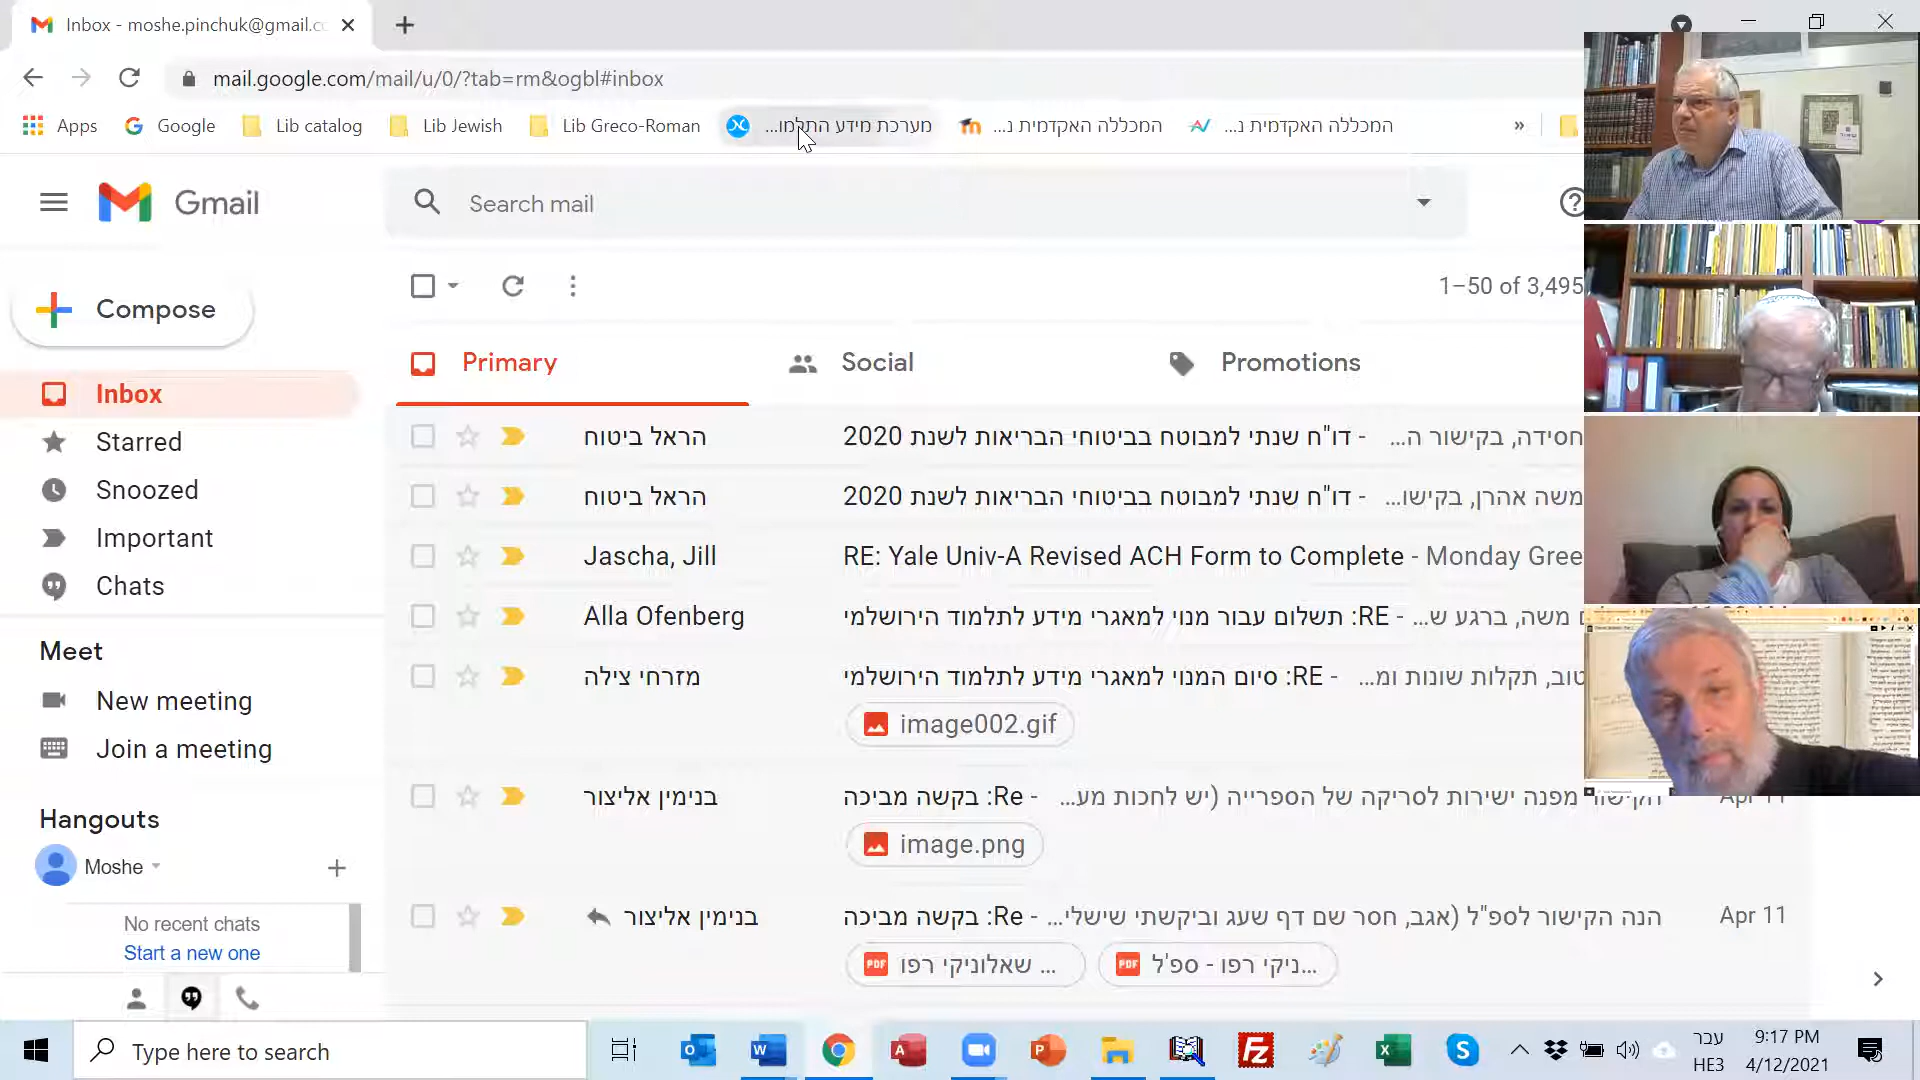 Inbox - moshe.pinchuk@gmail.c
mail.google.com/mail/u/0/?tab=rm&ogbl#inbox
Apps
Google
Lib catalog
Lib Jewish
Lib Greco-Roman
מערכת מידע התלמו...
המכללה האקדמית נ...
המכללה האקדמית נ...
»
Gmail
Search mail
Compose
1–50 of 3,495
Inbox
Starred
Snoozed
Important
Chats
Meet
New meeting
Join a meeting
Hangouts
Moshe
No recent chats
Start a new one
Primary
Social
Promotions
הראל ביטוח
דו"ח שנתי למבוטח בביטוחי הבריאות לשנת 2020 - חסידה, בקישור ה...
הראל ביטוח
דו"ח שנתי למבוטח בביטוחי הבריאות לשנת 2020 - משה אהרן, בקישו...
Jascha, Jill
RE: Yale Univ-A Revised ACH Form to Complete - Monday Gree
Alla Ofenberg
RE: תשלום עבור מנוי למאגרי מידע לתלמוד הירושלמי - משה, ברגע ש...
מזרחי צילה
RE: סיום המנוי למאגרי מידע לתלמוד הירושלמי - טוב, תקלות שונות ומ...
image002.gif
בנימין אליצור
Re: בקשה מביכה - הקישור מפנה ישירות לסריקה של הספרייה (יש לחכות מע...
Apr 11
image.png
בנימין אליצור
Re: בקשה מביכה - הנה הקישור לספ"ל (אגב, חסר שם דף שעג וביקשתי שישלי...
Apr 11
PDF שאלוניקי רפו ...
PDF ניקי רפו - ספ'ל...
Type here to search
עבר
HE3
9:17 PM
4/12/2021